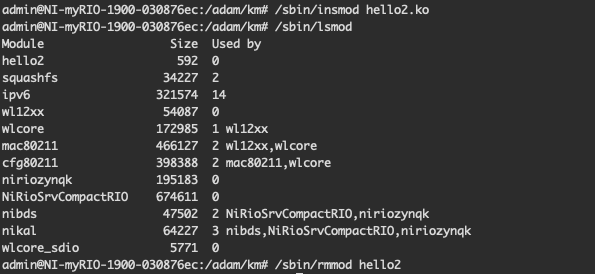 admin@NI-myRIO-1900-030876ec:/adam/km# /sbin/insmod hello2.ko
admin@NI-myRIO-1900-030876ec:/adam/km# /sbin/lsmod
Module Size Used by
hello2 592 0
squashfs 34227 2
ipv6 321574 14
wl12xx 54087 0
wlcore 172985 1 wl12xx
mac80211 466127 2 wl12xx,wlcore
cfg80211 398388 2 mac80211,wlcore
niriozynqk 195183 0
NiRioSrvCompactRIO 674611 0
nibds 47502 2 NiRioSrvCompactRIO,niriozynqk
nikal 64227 3 nibds,NiRioSrvCompactRIO,niriozynqk
wlcore_sdio 5771 0
admin@NI-myRIO-1900-030876ec:/adam/km# /sbin/rmmod hello2